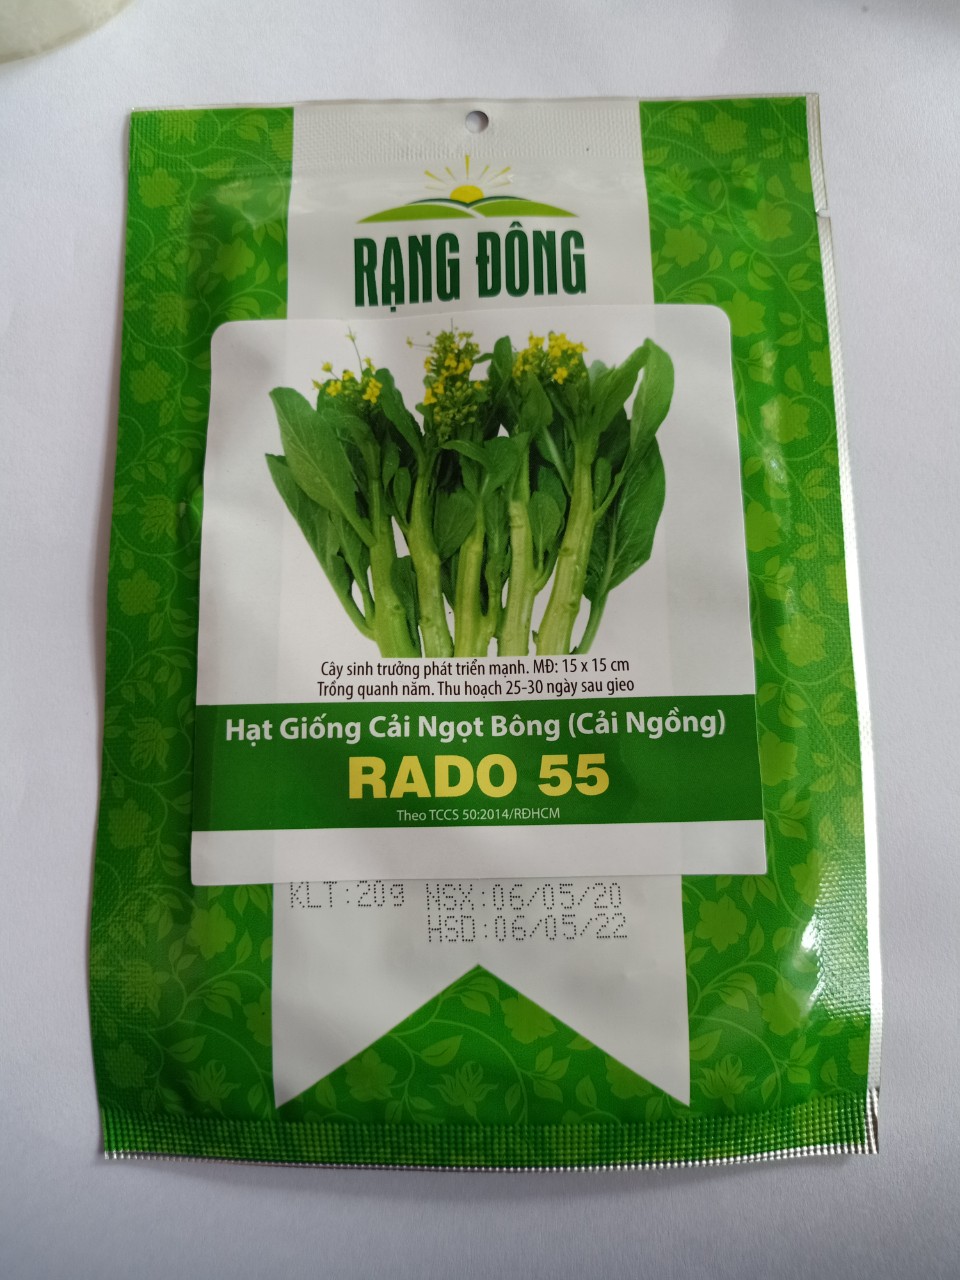 RẠNG ĐÔNG
Cây sinh trưởng phát triển mạnh. MĐ: 15 x 15 cm
Trồng quanh năm. Thu hoạch 25-30 ngày sau gieo
Hạt Giống Cải Ngọt Bông (Cải Ngồng)
RADO 55
Theo TCCS 50:2014/RĐHCM
KLT:20g NSX:06/05/20
HSD:06/05/22